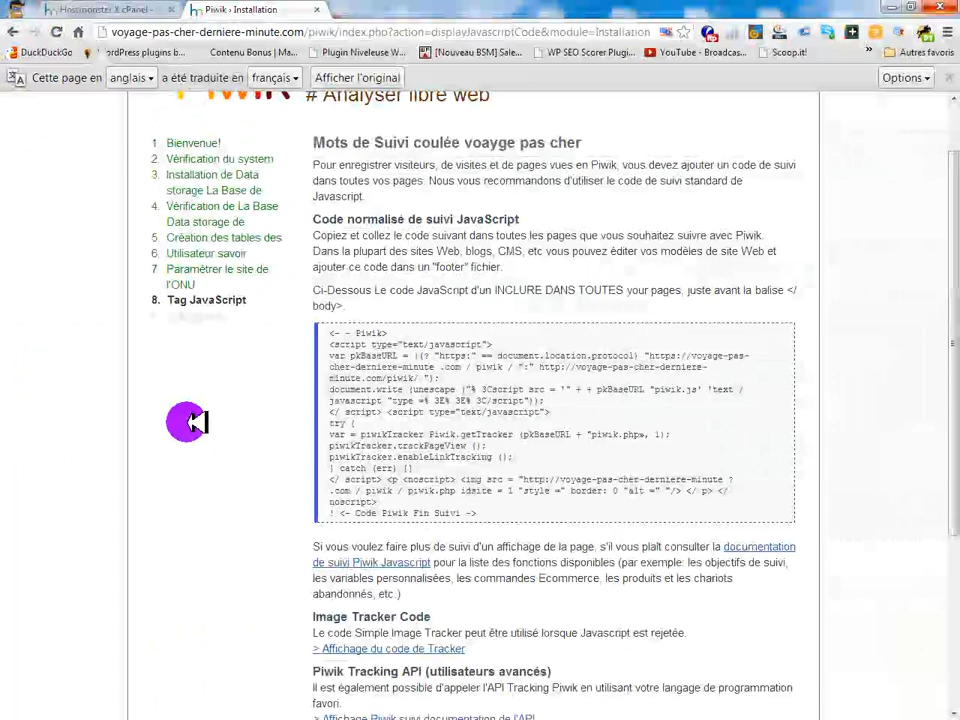 Hostmonster X cPanel -
Piwik › Installation
voyage-pas-cher-derniere-minute.com/piwik/index.php?action=displayJavascriptCode&module=Installation
DuckDuckGo
WordPress plugins b...
Contenu Bonus | Ma...
Plugin Niveleuse W...
[Nouveau BSM] Sale...
WP SEO Scorer Plugin...
YouTube - Broadcas...
Scoop.it!
»
Autres favoris
Cette page en
anglais
a été traduite en
français
Afficher l'original
Options
# Analyser libre web
1 Bienvenue!
2. Vérification du système
3. Installation de Data
storage La Base de
4. Vérification de La Base
Data storage de
5 Création des tables des
6. Utilisateur savoir
7 Paramétrer le site de
l'ONU
8. Tag JavaScript
Mots de Suivi coulée voayge pas cher
Pour enregistrer visiteurs, de visites et de pages vues en Piwik, vous devez ajouter un code de suivi
dans toutes vos pages. Nous vous recommandons d'utiliser le code de suivi standard de
Javascript.
Code normalisé de suivi JavaScript
Copiez et collez le code suivant dans toutes les pages que vous souhaitez suivre avec Piwik.
Dans la plupart des sites Web, blogs, CMS, etc vous pouvez éditer vos modèles de site Web et
ajouter ce code dans un "footer" fichier.
Ci-Dessous Le code JavaScript d'un INCLURE DANS TOUTES your pages, juste avant la balise </
body>.
<- - Piwik>
<script type="text/javascript">
var pkBaseURL = ((? "https:" == document.location.protocol) "https://voyage-pas-
cher-derniere-minute .com / piwik / ":" http://voyage-pas-cher-derniere-
minute.com/piwik/ ");
document.write (unescape ("% 3Cscript src = '" + + pkBaseURL "piwik.js' 'text /
javascript "type =% 3E% 3E% 3C/script"));
</ script> <script type="text/javascript">
try {
var = piwikTracker Piwik.getTracker (pkBaseURL + "piwik.php», 1);
piwikTracker.trackPageView ();
piwikTracker.enableLinkTracking ();
} catch (err) {}
</ script> <p <noscript> <img src = "http://voyage-pas-cher-derniere-minute ?
.com / piwik / piwik.php idsite = 1 "style =" border: 0 "alt =" "/> </ p> </
noscript>
! <- Code Piwik Fin Suivi ->
Si vous voulez faire plus de suivi d'un affichage de la page, s'il vous plaît consulter la documentation
de suivi Piwik Javascript pour la liste des fonctions disponibles (par exemple: les objectifs de suivi,
les variables personnalisées, les commandes Ecommerce, les produits et les chariots
abandonnés, etc.)
Image Tracker Code
Le code Simple Image Tracker peut être utilisé lorsque Javascript est rejetée.
> Affichage du code de Tracker
Piwik Tracking API (utilisateurs avancés)
Il est également possible d'appeler l'API Tracking Piwik en utilisant votre langage de programmation
favori.
> Affichage Piwik suivi documentation de l'API